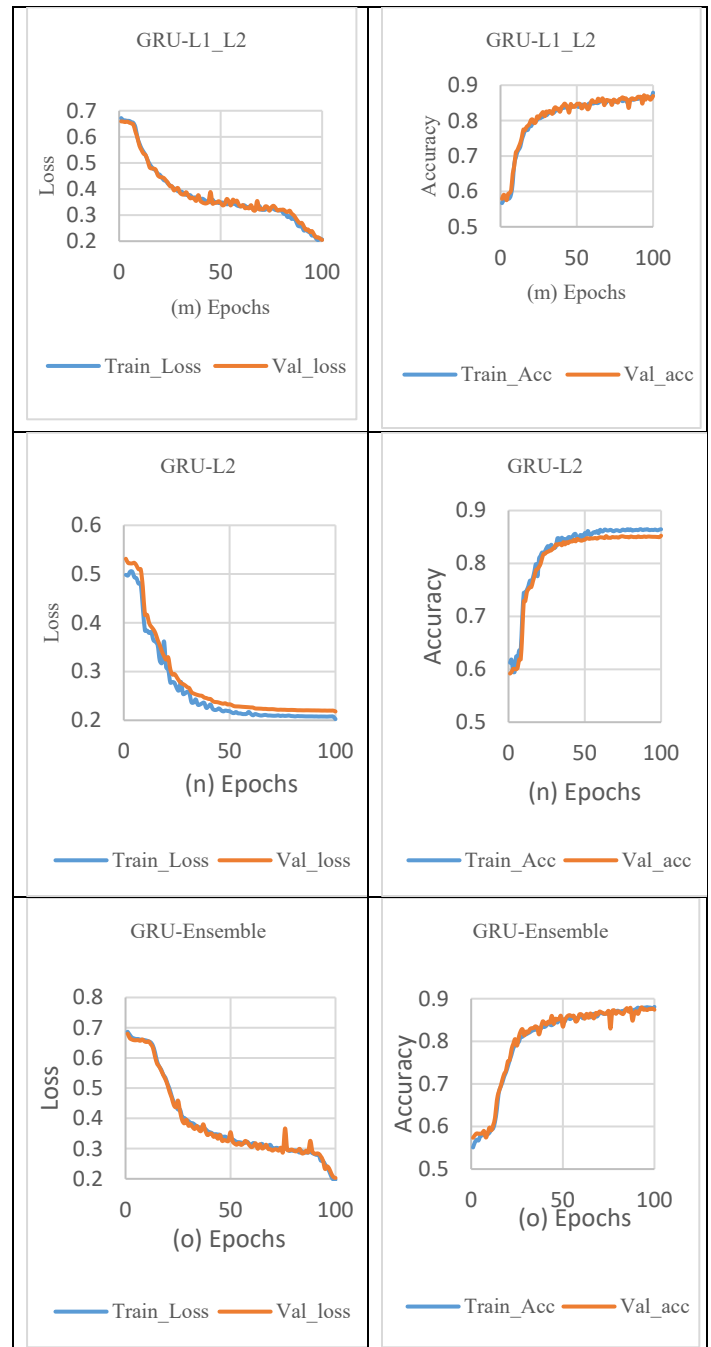 GRU-L1_L2
0.7
0.6
0.5
0.4
0.3
0.2
Loss
0 50 100
(m) Epochs
Train_Loss Val_loss
GRU-L1_L2
0.9
0.8
0.7
0.6
0.5
Accuracy
0 50 100
(m) Epochs
Train_Acc Val_acc
GRU-L2
0.6
0.5
0.4
0.3
0.2
Loss
0 50 100
(n) Epochs
Train_Loss Val_loss
GRU-L2
0.9
0.8
0.7
0.6
0.5
Accuracy
0 50 100
(n) Epochs
Train_Acc Val_acc
GRU-Ensemble
0.8
0.7
0.6
0.5
0.4
0.3
0.2
Loss
0 50 100
(o) Epochs
Train_Loss Val_loss
GRU-Ensemble
0.9
0.8
0.7
0.6
0.5
Accuracy
0 50 100
(o) Epochs
Train_Acc Val_acc